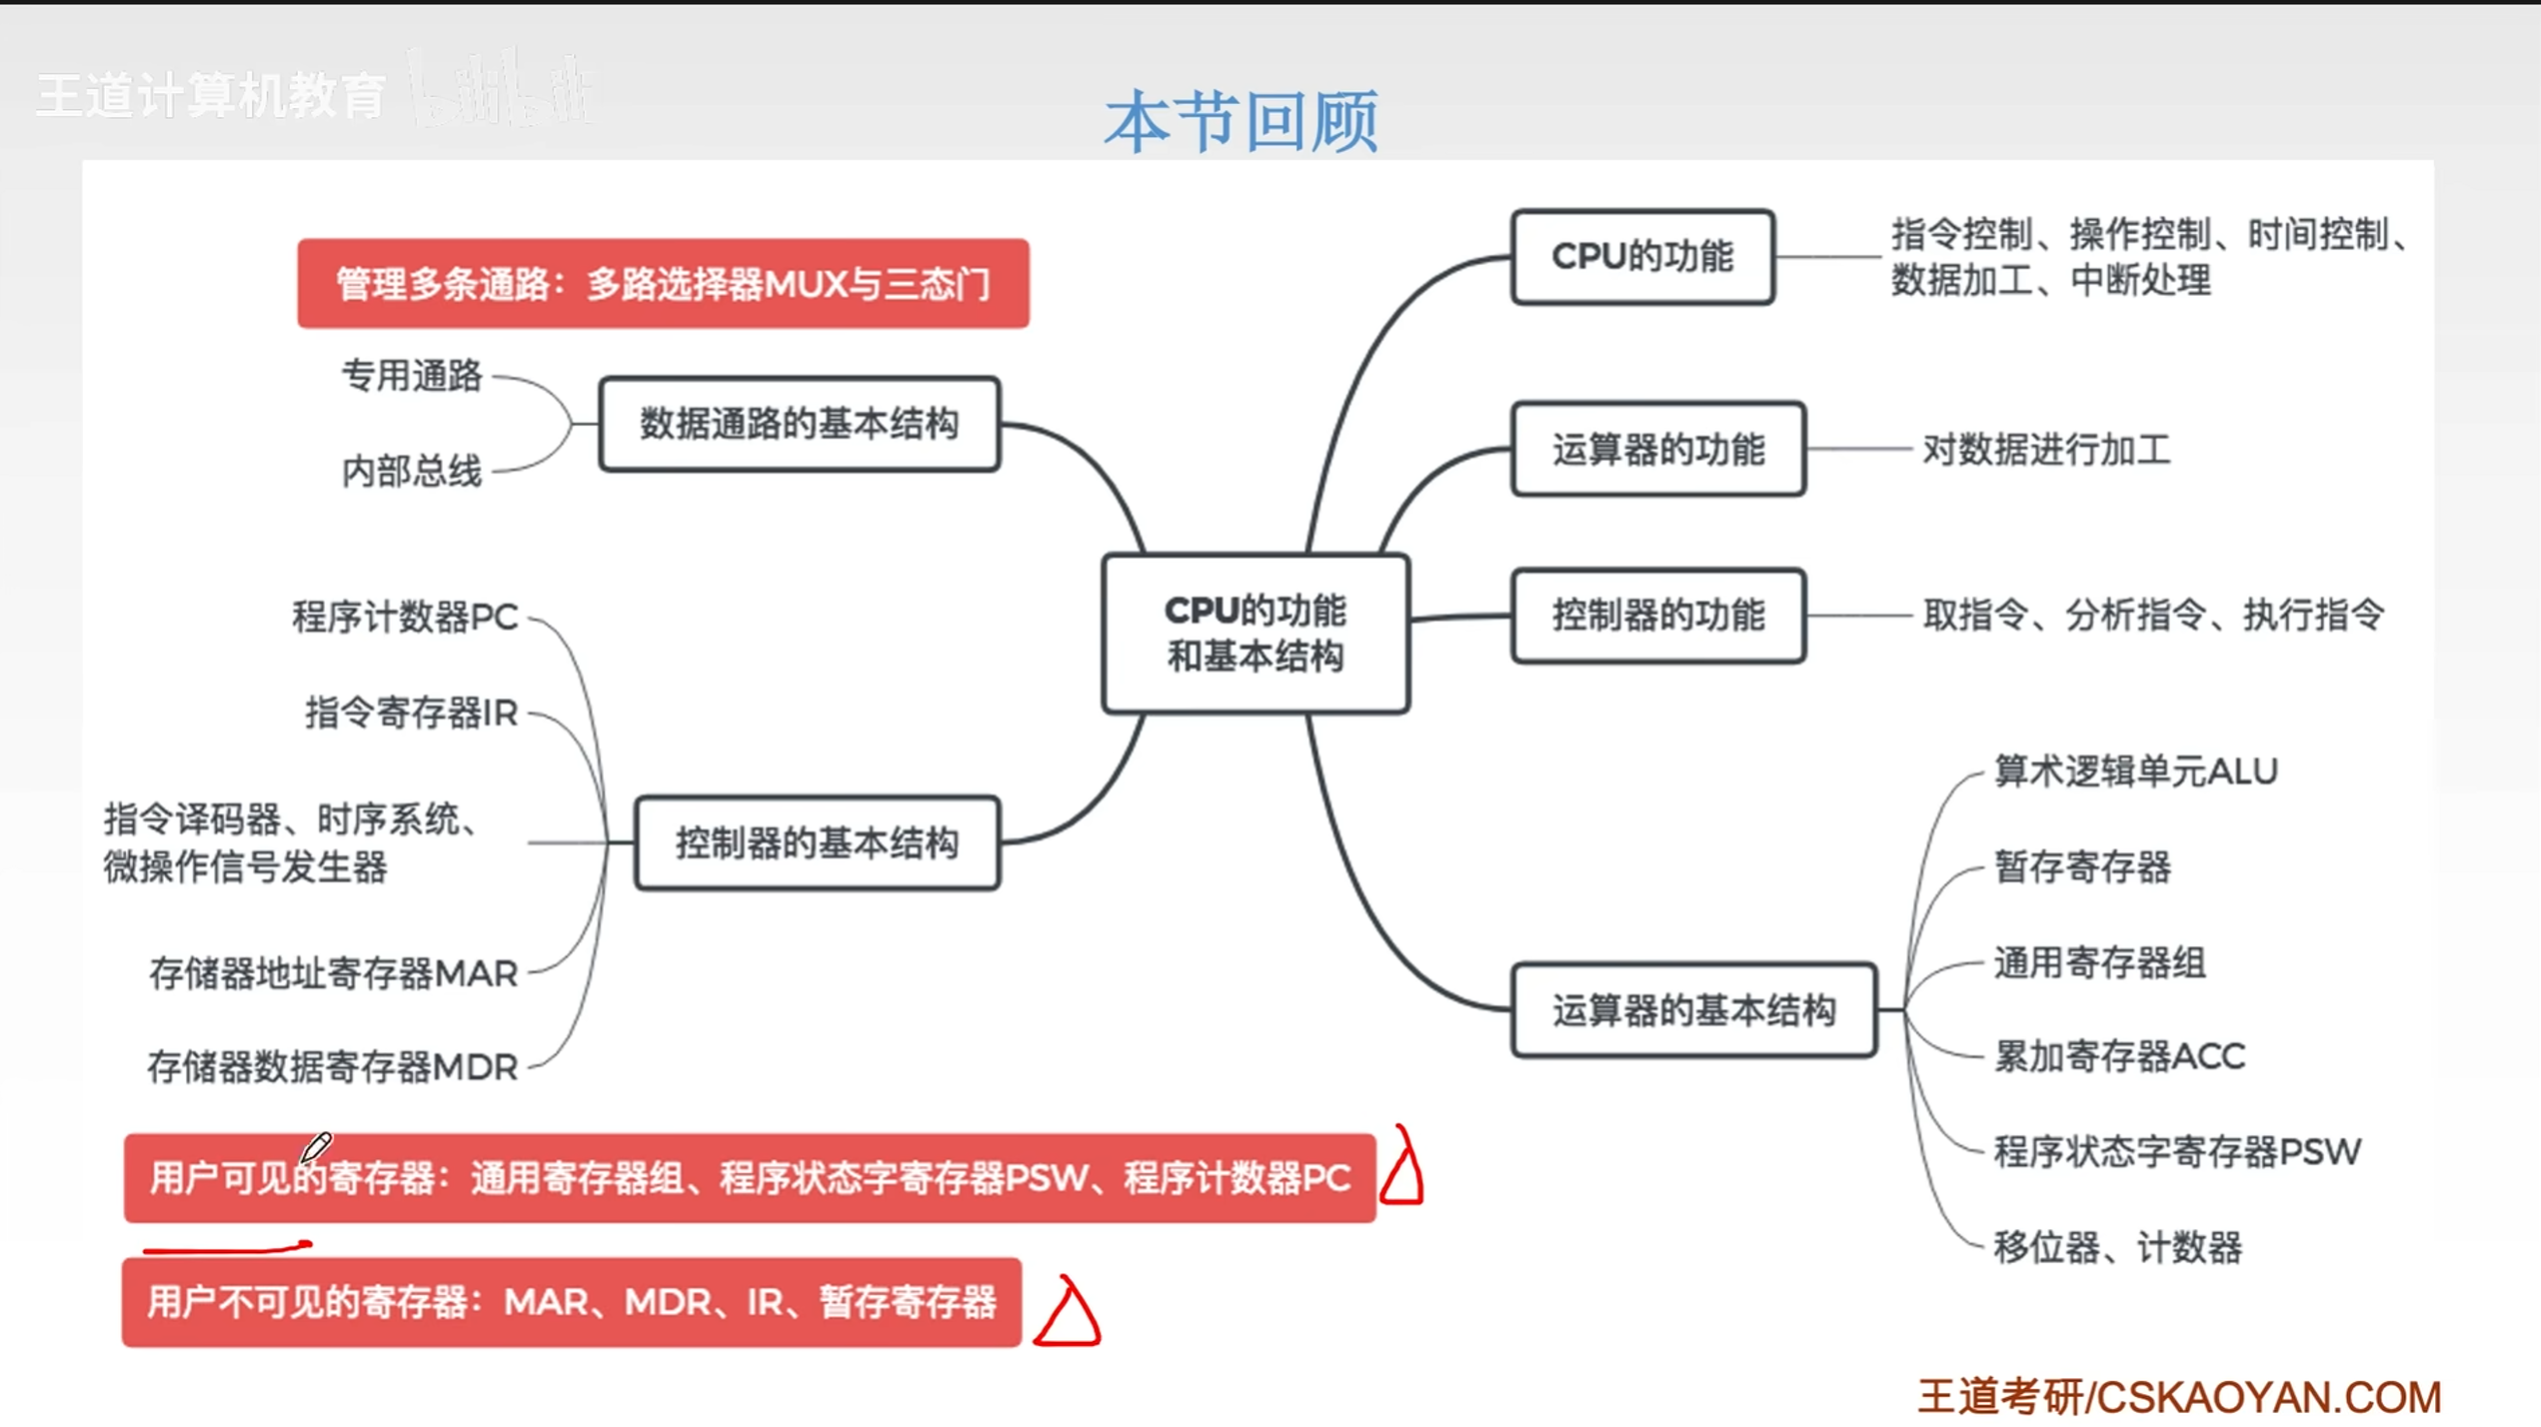 王道计算机教育 bilibili
本节回顾
管理多条通路：多路选择器MUX与三态门
专用通路
内部总线
数据通路的基本结构
程序计数器PC
指令寄存器IR
指令译码器、时序系统、
微操作信号发生器
存储器地址寄存器MAR
存储器数据寄存器MDR
控制器的基本结构
CPU的功能
和基本结构
CPU的功能
指令控制、操作控制、时间控制、
数据加工、中断处理
运算器的功能
对数据进行加工
控制器的功能
取指令、分析指令、执行指令
运算器的基本结构
算术逻辑单元ALU
暂存寄存器
通用寄存器组
累加寄存器ACC
程序状态字寄存器PSW
移位器、计数器
用户可见的寄存器：通用寄存器组、程序状态字寄存器PSW、程序计数器PC
用户不可见的寄存器：MAR、MDR、IR、暂存寄存器
王道考研/CSKAOYAN.COM